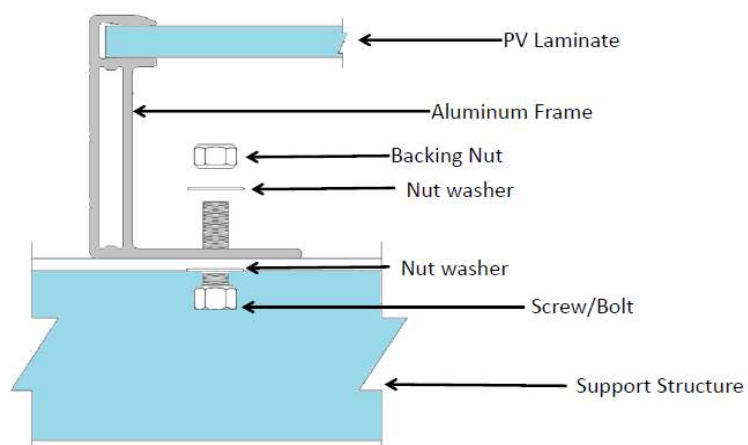 PV Laminate
Aluminum Frame
Backing Nut
Nut washer
Nut washer
Screw/Bolt
Support Structure